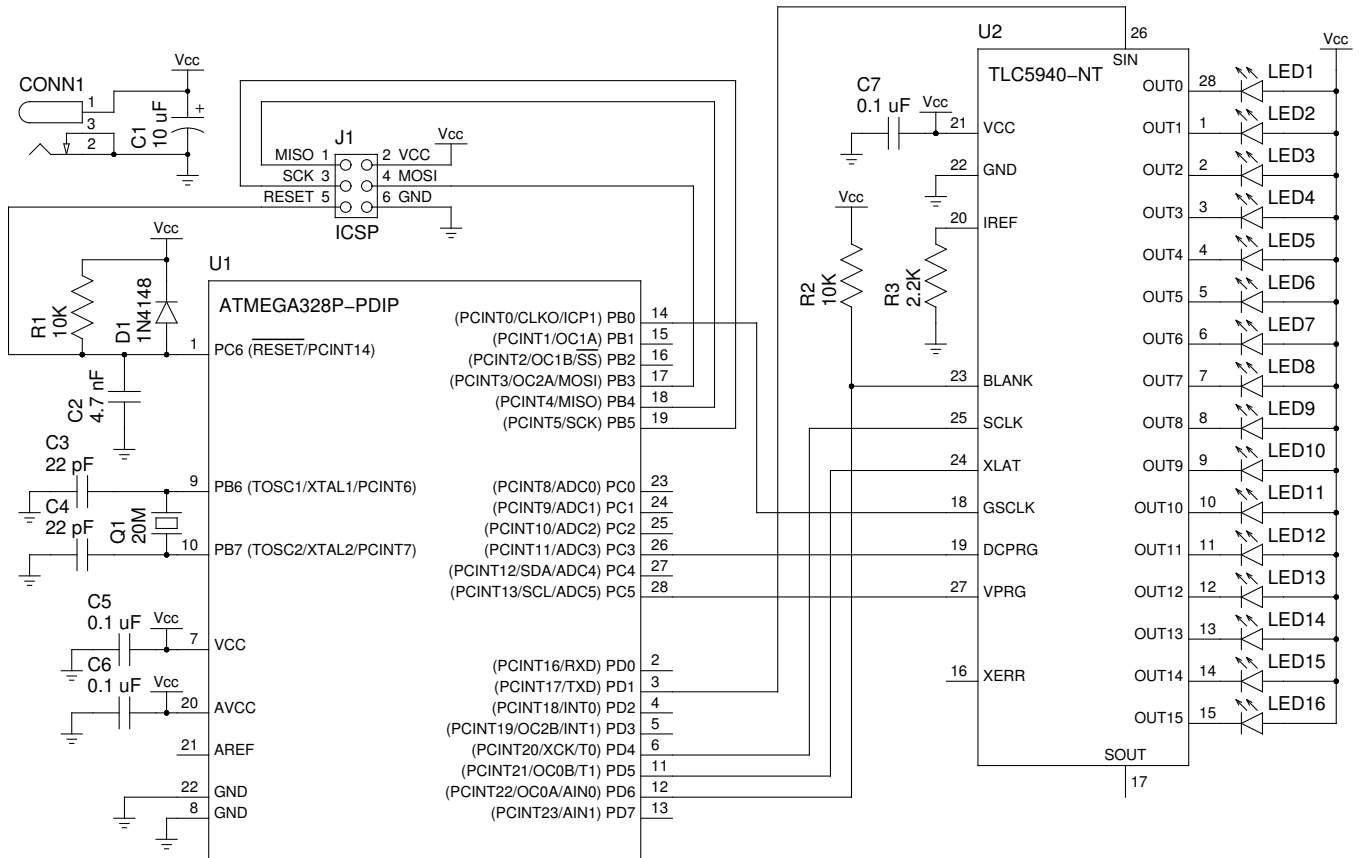 CONN1
1
3
2
Vcc
C1
10 uF
+
J1
MISO 1
SCK 3
RESET 5
2 VCC
4 MOSI
6 GND
Vcc
ICSP
Vcc
R1
10K
D1
1N4148
C2
4.7 nF
C3
22 pF
C4
22 pF
Q1
20M
C5
0.1 uF
Vcc
C6
0.1 uF
Vcc
U1
ATMEGA328P-PDIP
1 PC6 (RESET/PCINT14)
9 PB6 (TOSC1/XTAL1/PCINT6)
10 PB7 (TOSC2/XTAL2/PCINT7)
7 VCC
20 AVCC
21 AREF
22 GND
8 GND
(PCINT0/CLKO/ICP1) PB0 14
(PCINT1/OC1A) PB1 15
(PCINT2/OC1B/SS) PB2 16
(PCINT3/OC2A/MOSI) PB3 17
(PCINT4/MISO) PB4 18
(PCINT5/SCK) PB5 19
(PCINT8/ADC0) PC0 23
(PCINT9/ADC1) PC1 24
(PCINT10/ADC2) PC2 25
(PCINT11/ADC3) PC3 26
(PCINT12/SDA/ADC4) PC4 27
(PCINT13/SCL/ADC5) PC5 28
(PCINT16/RXD) PD0 2
(PCINT17/TXD) PD1 3
(PCINT18/INT0) PD2 4
(PCINT19/OC2B/INT1) PD3 5
(PCINT20/XCK/T0) PD4 6
(PCINT21/OC0B/T1) PD5 11
(PCINT22/OC0A/AIN0) PD6 12
(PCINT23/AIN1) PD7 13
C7
0.1 uF
Vcc
Vcc
R2
10K
R3
2.2K
U2
26
SIN
TLC5940-NT
21 VCC
22 GND
20 IREF
23 BLANK
25 SCLK
24 XLAT
18 GSCLK
19 DCPRG
27 VPRG
16 XERR
SOUT
17
Vcc
OUT0 28 LED1
OUT1 1 LED2
OUT2 2 LED3
OUT3 3 LED4
OUT4 4 LED5
OUT5 5 LED6
OUT6 6 LED7
OUT7 7 LED8
OUT8 8 LED9
OUT9 9 LED10
OUT10 10 LED11
OUT11 11 LED12
OUT12 12 LED13
OUT13 13 LED14
OUT14 14 LED15
OUT15 15 LED16